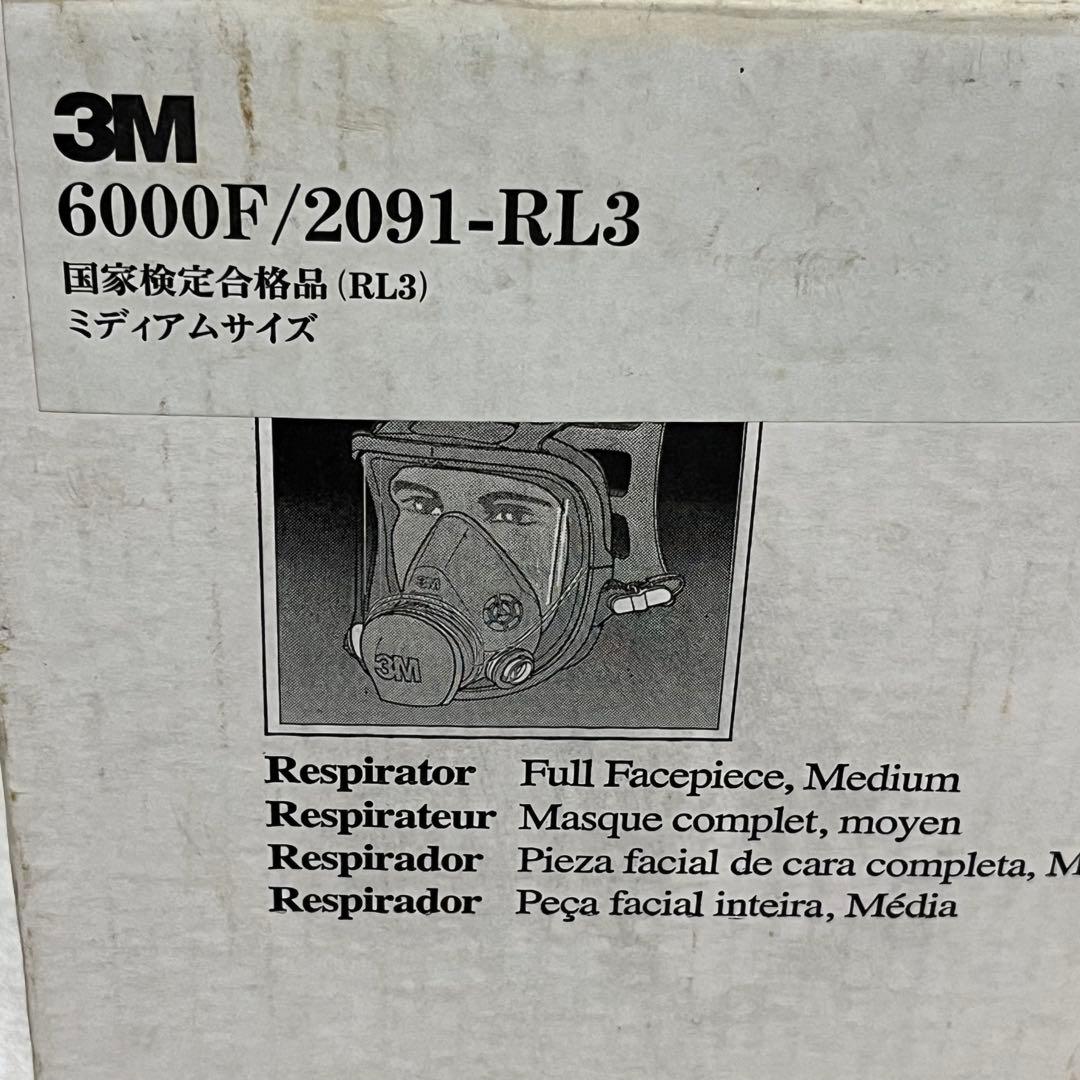 3M
6000F/2091-RL3
国家検定合格品(RL3)
ミディアムサイズ
3M
3M
Respirator Full Facepiece, Medium
Respirateur Masque complet, moyen
Respirador Pieza facial de cara completa, M
Respirador Peça facial inteira, Média